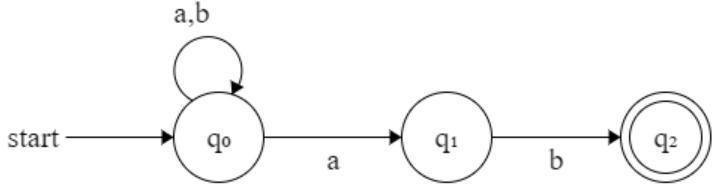 a,b
start q₀ a q₁ b q₂